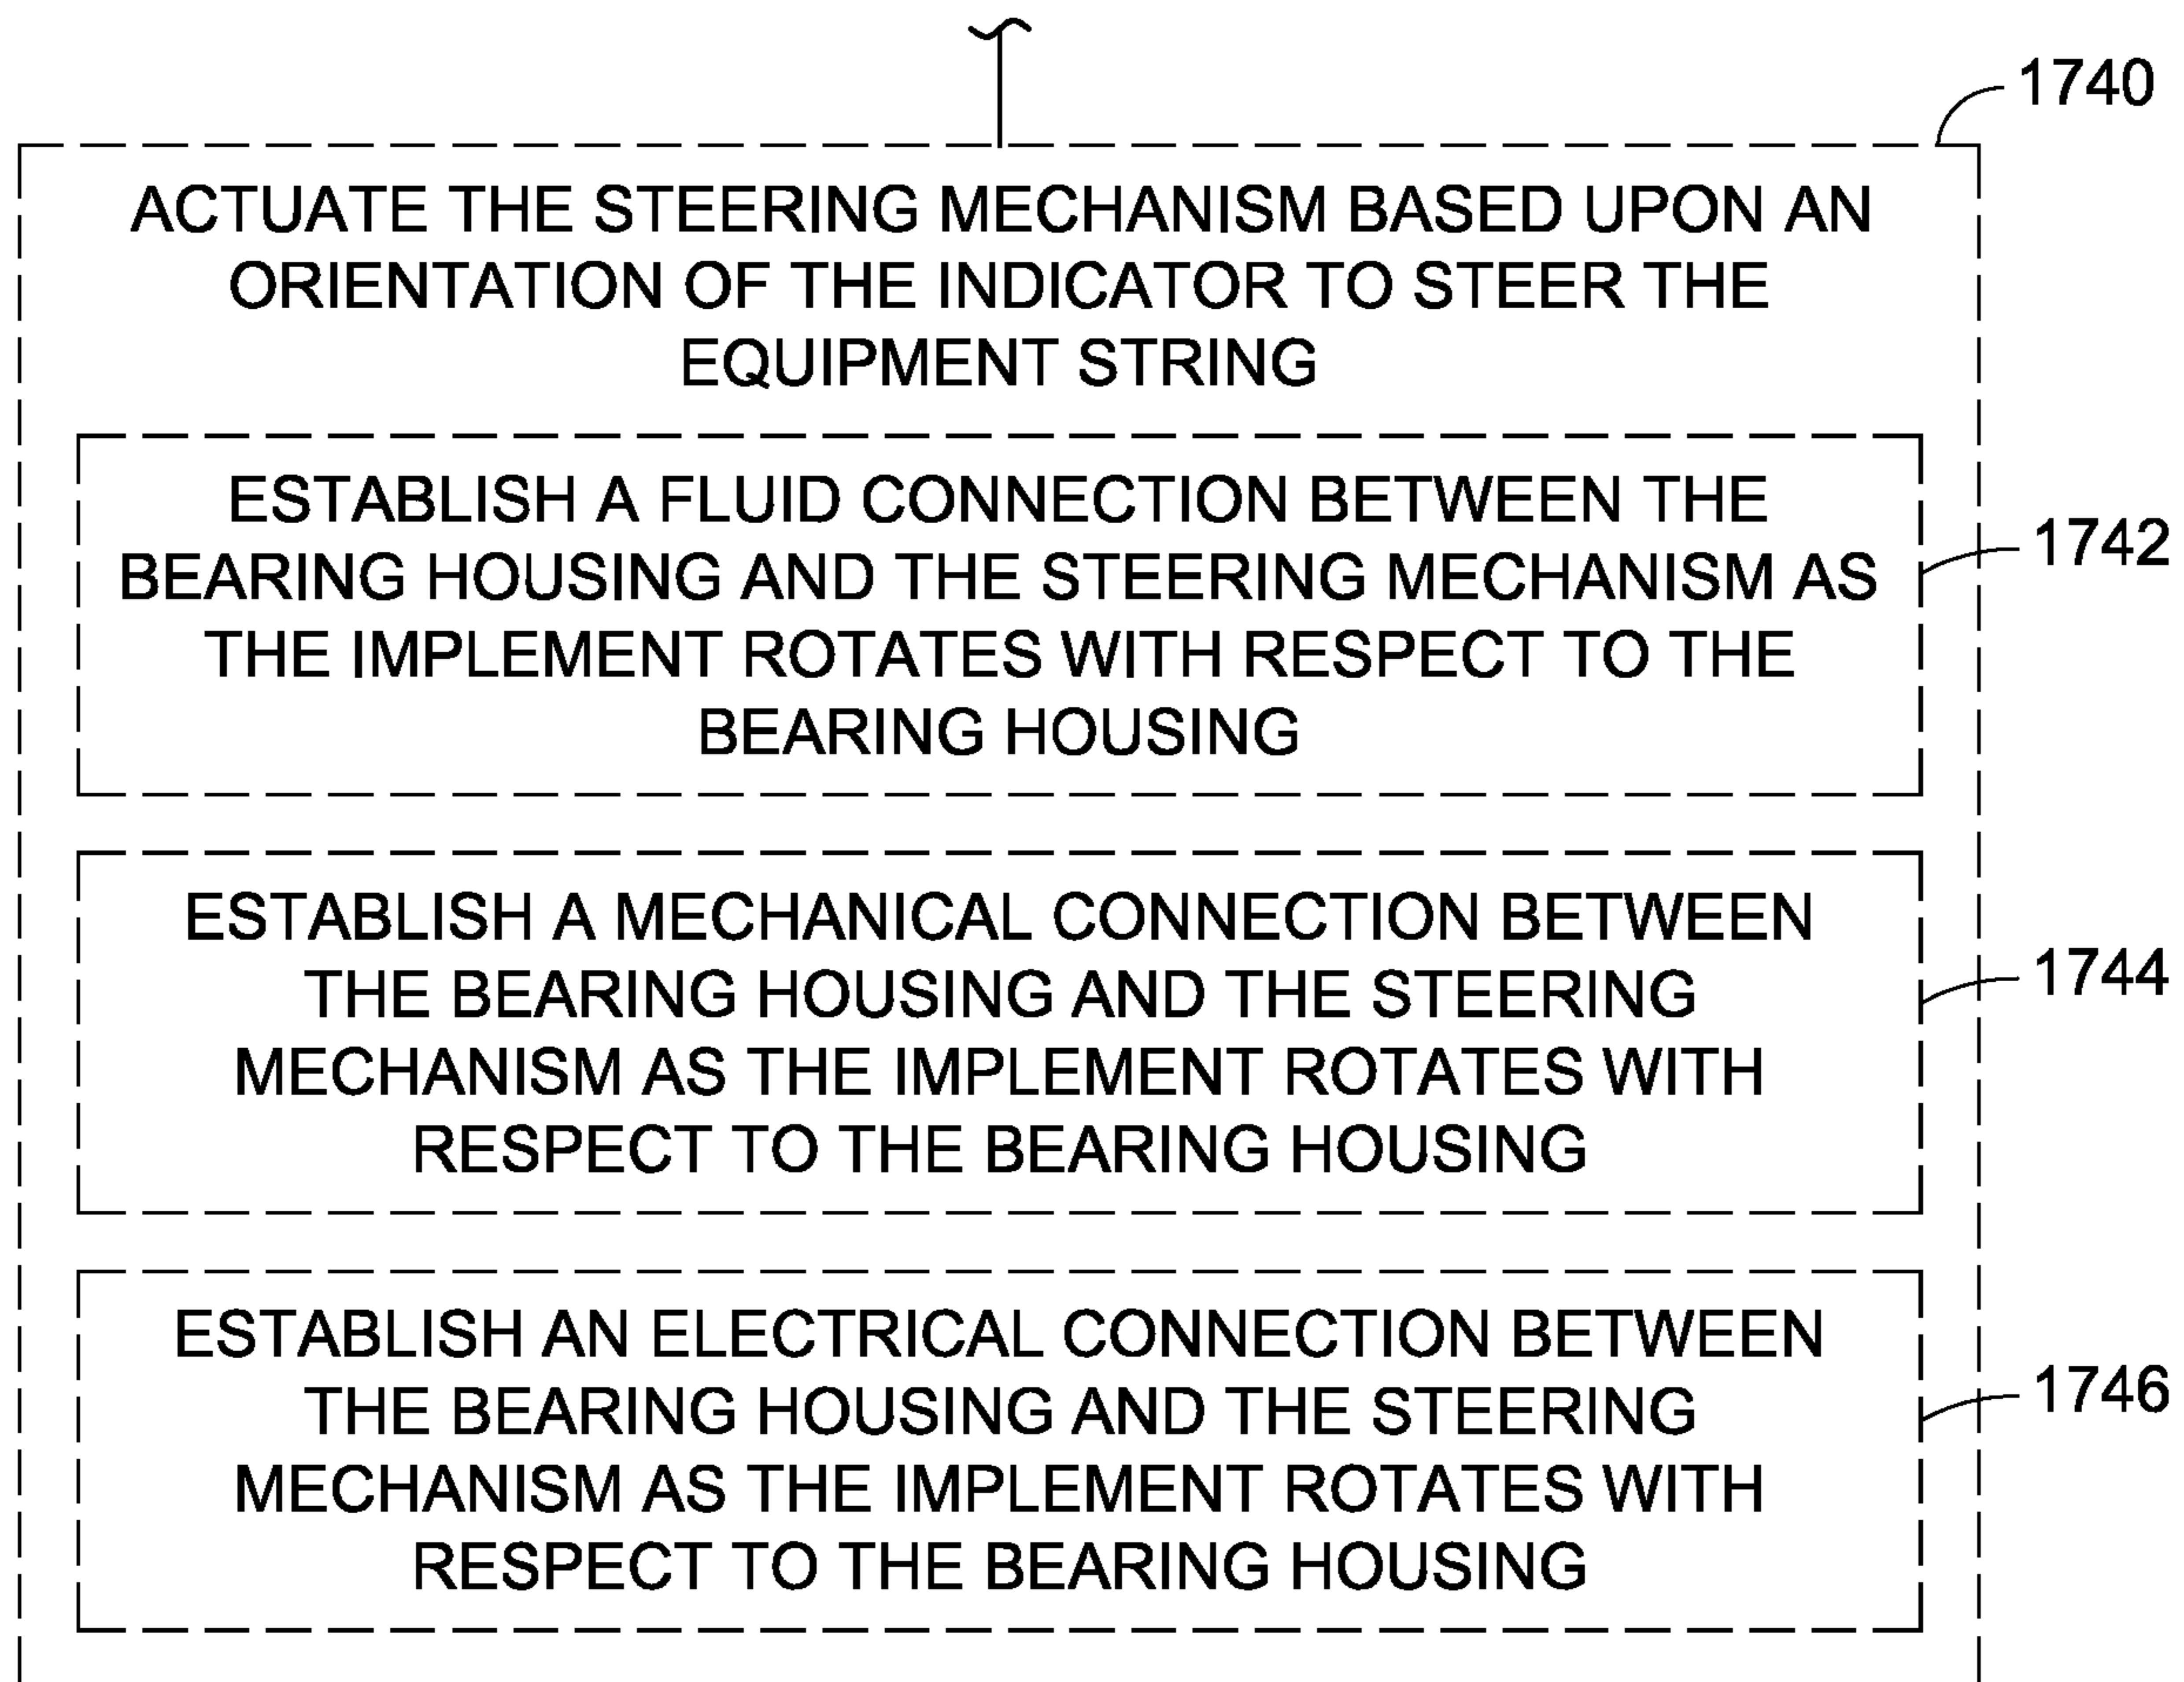 1740
ACTUATE THE STEERING MECHANISM BASED UPON AN
ORIENTATION OF THE INDICATOR TO STEER THE
EQUIPMENT STRING
ESTABLISH A FLUID CONNECTION BETWEEN THE
BEARING HOUSING AND THE STEERING MECHANISM AS
THE IMPLEMENT ROTATES WITH RESPECT TO THE
BEARING HOUSING
1742
ESTABLISH A MECHANICAL CONNECTION BETWEEN
THE BEARING HOUSING AND THE STEERING
MECHANISM AS THE IMPLEMENT ROTATES WITH
RESPECT TO THE BEARING HOUSING
1744
ESTABLISH AN ELECTRICAL CONNECTION BETWEEN
THE BEARING HOUSING AND THE STEERING
MECHANISM AS THE IMPLEMENT ROTATES WITH
RESPECT TO THE BEARING HOUSING
1746